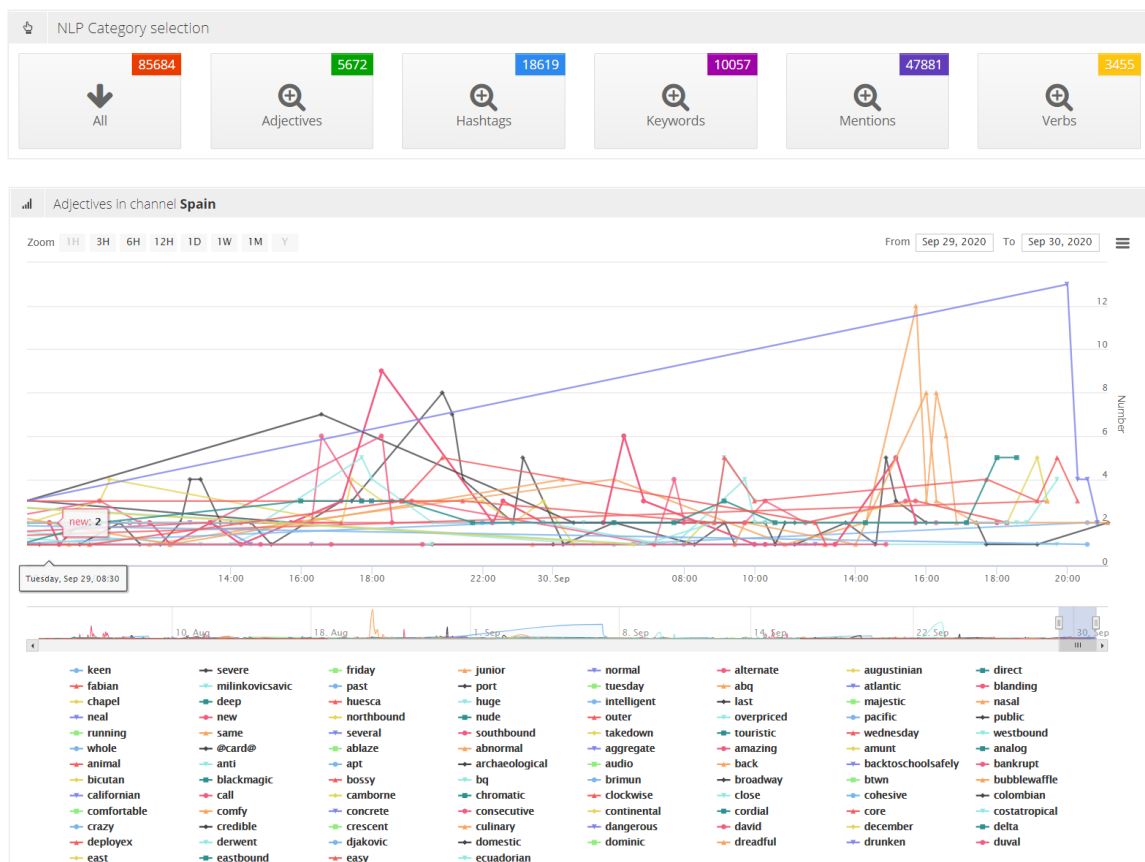 NLP Category selection
85684 5672 18619 10057 47881 3455
All Adjectives Hashtags Keywords Mentions Verbs
Adjectives in channel Spain
Zoom 1H 3H 6H 12H 1D 1W 1M Y From Sep 29, 2020 To Sep 30, 2020
12
10
8
Number
6
4
new: 2 2
0
Tuesday, Sep 29, 08:30
14:00 16:00 18:00 22:00 30. Sep 08:00 10:00 14:00 16:00 18:00 20:00
10. Aug 18. Aug 1. Sep 8. Sep 14. Sep 22. Sep 30. Sep
keen severe friday junior normal alternate augustinian direct
fabian milinkovicsavic past port tuesday abq atlantic blanding
chapel deep huesca huge intelligent last majestic nasal
neal new northbound nude outer overpriced pacific public
running same several southbound takedown touristic wednesday westbound
whole @card@ ablaze abnormal aggregate amazing amunt analog
animal anti apt archaeological audio back backtoschoolsafely bankrupt
bicutan blackmagic bossy bq brimun broadway btwn bubblewaffle
californian call camborne chromatic clockwise close cohesive colombian
comfortable comfy concrete consecutive continental cordial core costatropical
crazy credible crescent culinary dangerous david december delta
deployex derwent djakovic domestic dominic dreadful drunken duval
east eastbound easy ecuadorian